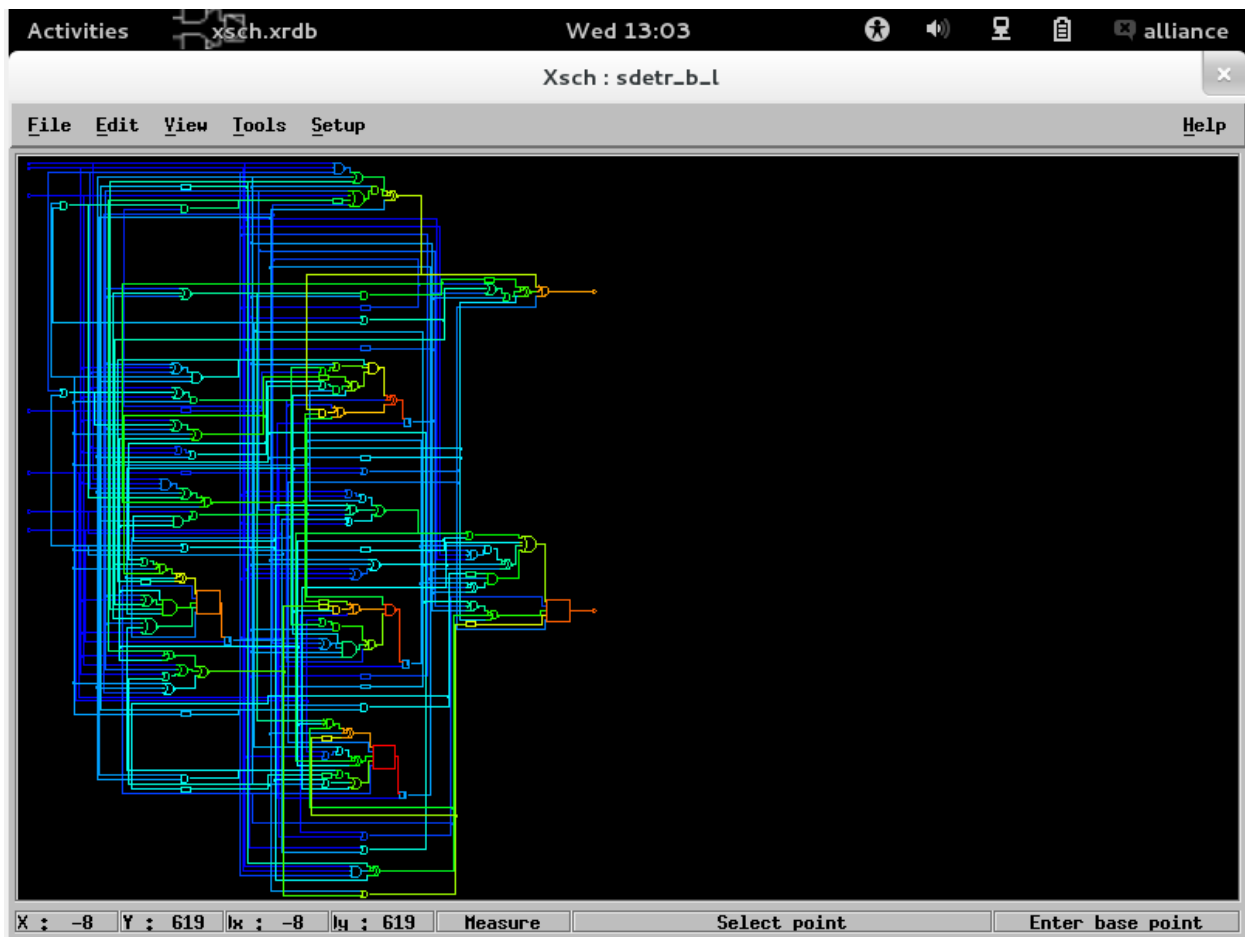 Activities xsch.xrdb Wed 13:03 alliance
Xsch : sdetr_b_l
File Edit View Tools Setup Help
X : -8 Y : 619 Ix : -8 Iy : 619 Measure Select point Enter base point